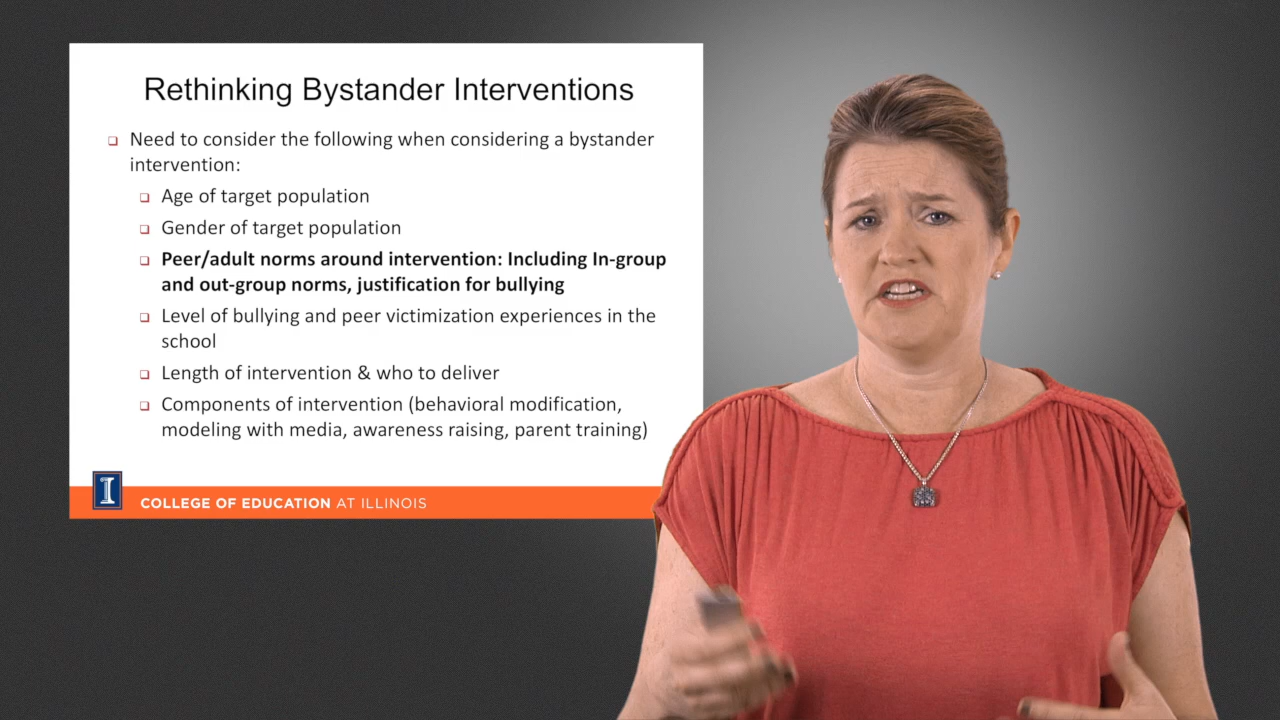 Rethinking Bystander Interventions
Need to consider the following when considering a bystander
intervention:
Age of target population
Gender of target population
Peer/adult norms around intervention: Including In-group
and out-group norms, justification for bullying
Level of bullying and peer victimization experiences in the
school
Length of intervention & who to deliver
Components of intervention (behavioral modification,
modeling with media, awareness raising, parent training)
I
COLLEGE OF EDUCATION AT ILLINOIS